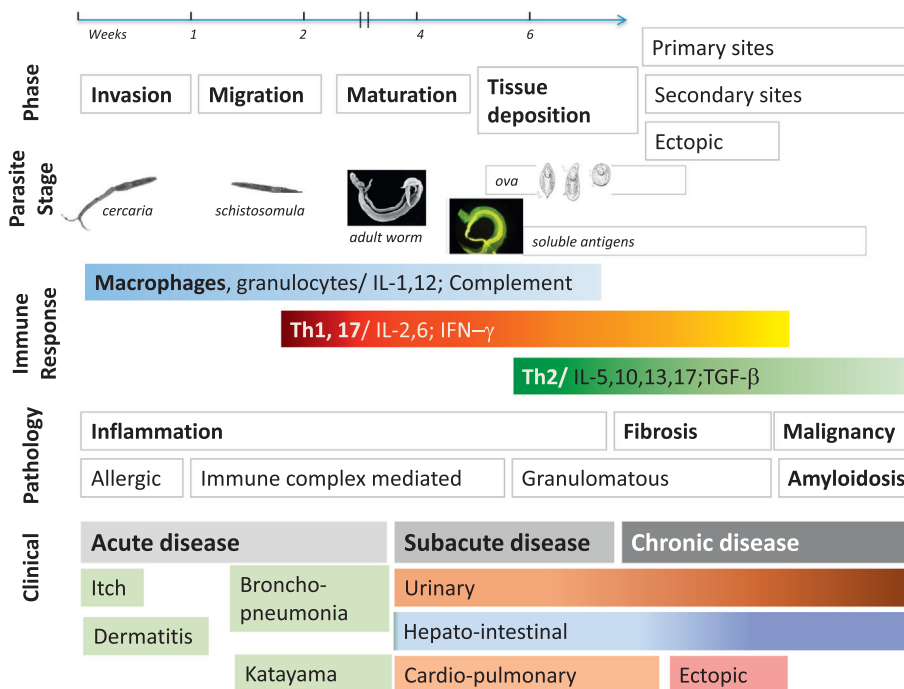 Weeks 1 2 4 6
Phase
Invasion
Migration
Maturation
Tissue
deposition
Primary sites
Secondary sites
Ectopic
Parasite
Stage
cercaria
schistosomula
adult worm
ova
soluble antigens
Immune
Response
Macrophages, granulocytes/ IL-1,12; Complement
Th1, 17/ IL-2,6; IFN–γ
Th2/ IL-5,10,13,17;TGF-β
Pathology
Inflammation
Fibrosis
Malignancy
Allergic
Immune complex mediated
Granulomatous
Amyloidosis
Clinical
Acute disease
Subacute disease
Chronic disease
Itch
Broncho-
pneumonia
Urinary
Dermatitis
Hepato-intestinal
Katayama
Cardio-pulmonary
Ectopic